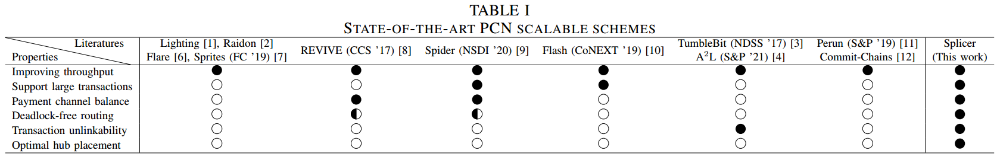 TABLE I
STATE-OF-THE-ART PCN SCALABLE SCHEMES
Literatures
Properties
Lighting [1], Raidon [2]
Flare [6], Sprites (FC '19) [7]
REVIVE (CCS '17) [8]
Spider (NSDI '20) [9]
Flash (CoNEXT '19) [10]
TumbleBit (NDSS '17) [3]
A²L (S&P '21) [4]
Perun (S&P '19) [11]
Commit-Chains [12]
Splicer
(This work)
Improving throughput ● ● ● ● ● ● ●
Support large transactions ○ ○ ● ● ○ ○ ●
Payment channel balance ○ ● ● ○ ○ ○ ●
Deadlock-free routing ○ ◐ ◐ ○ ○ ○ ●
Transaction unlinkability ○ ○ ○ ○ ● ○ ●
Optimal hub placement ○ ○ ○ ○ ○ ○ ●